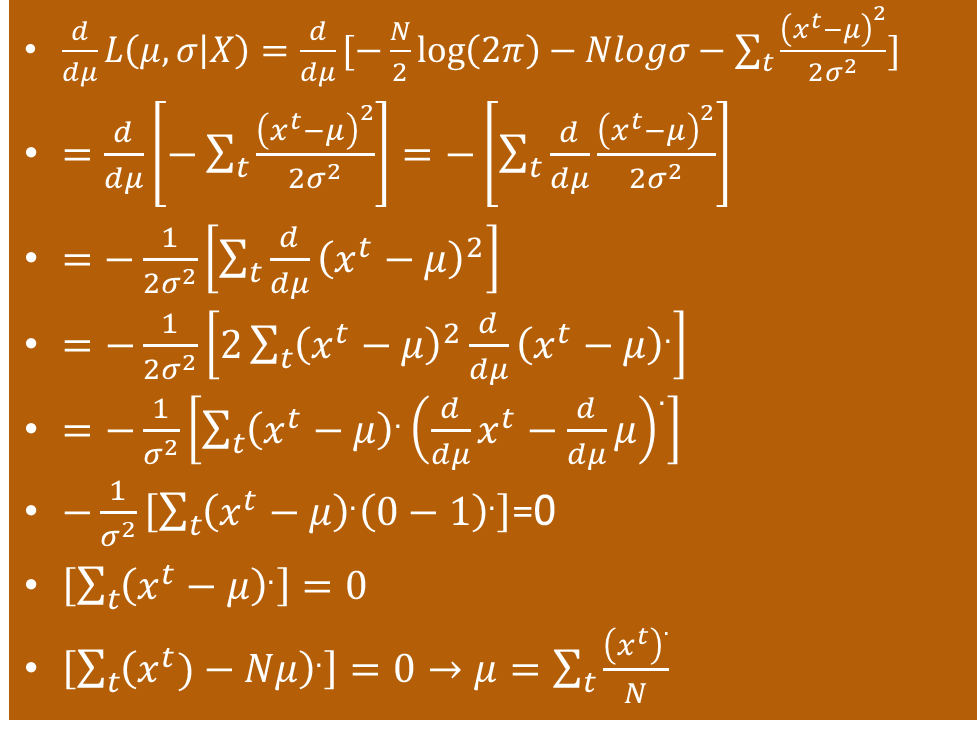 • d/dμ L(μ, σ|X) = d/dμ [−N/2 log(2π) − Nlogσ − ∑_t (x^t−μ)^2/2σ^2]
• = d/dμ [−∑_t (x^t−μ)^2/2σ^2] = −[∑_t d/dμ (x^t−μ)^2/2σ^2]
• = −1/2σ^2 [∑_t d/dμ (x^t − μ)^2]
• = −1/2σ^2 [2 ∑_t(x^t − μ)^2 d/dμ (x^t − μ)^.]
• = −1/σ^2 [∑_t(x^t − μ)^. (d/dμ x^t − d/dμ μ)^.]
• −1/σ^2 [∑_t(x^t − μ)^.(0 − 1)^.]=0
• [∑_t(x^t − μ)^.] = 0
• [∑_t(x^t) − Nμ)^.] = 0 → μ = ∑_t (x^t)^./N